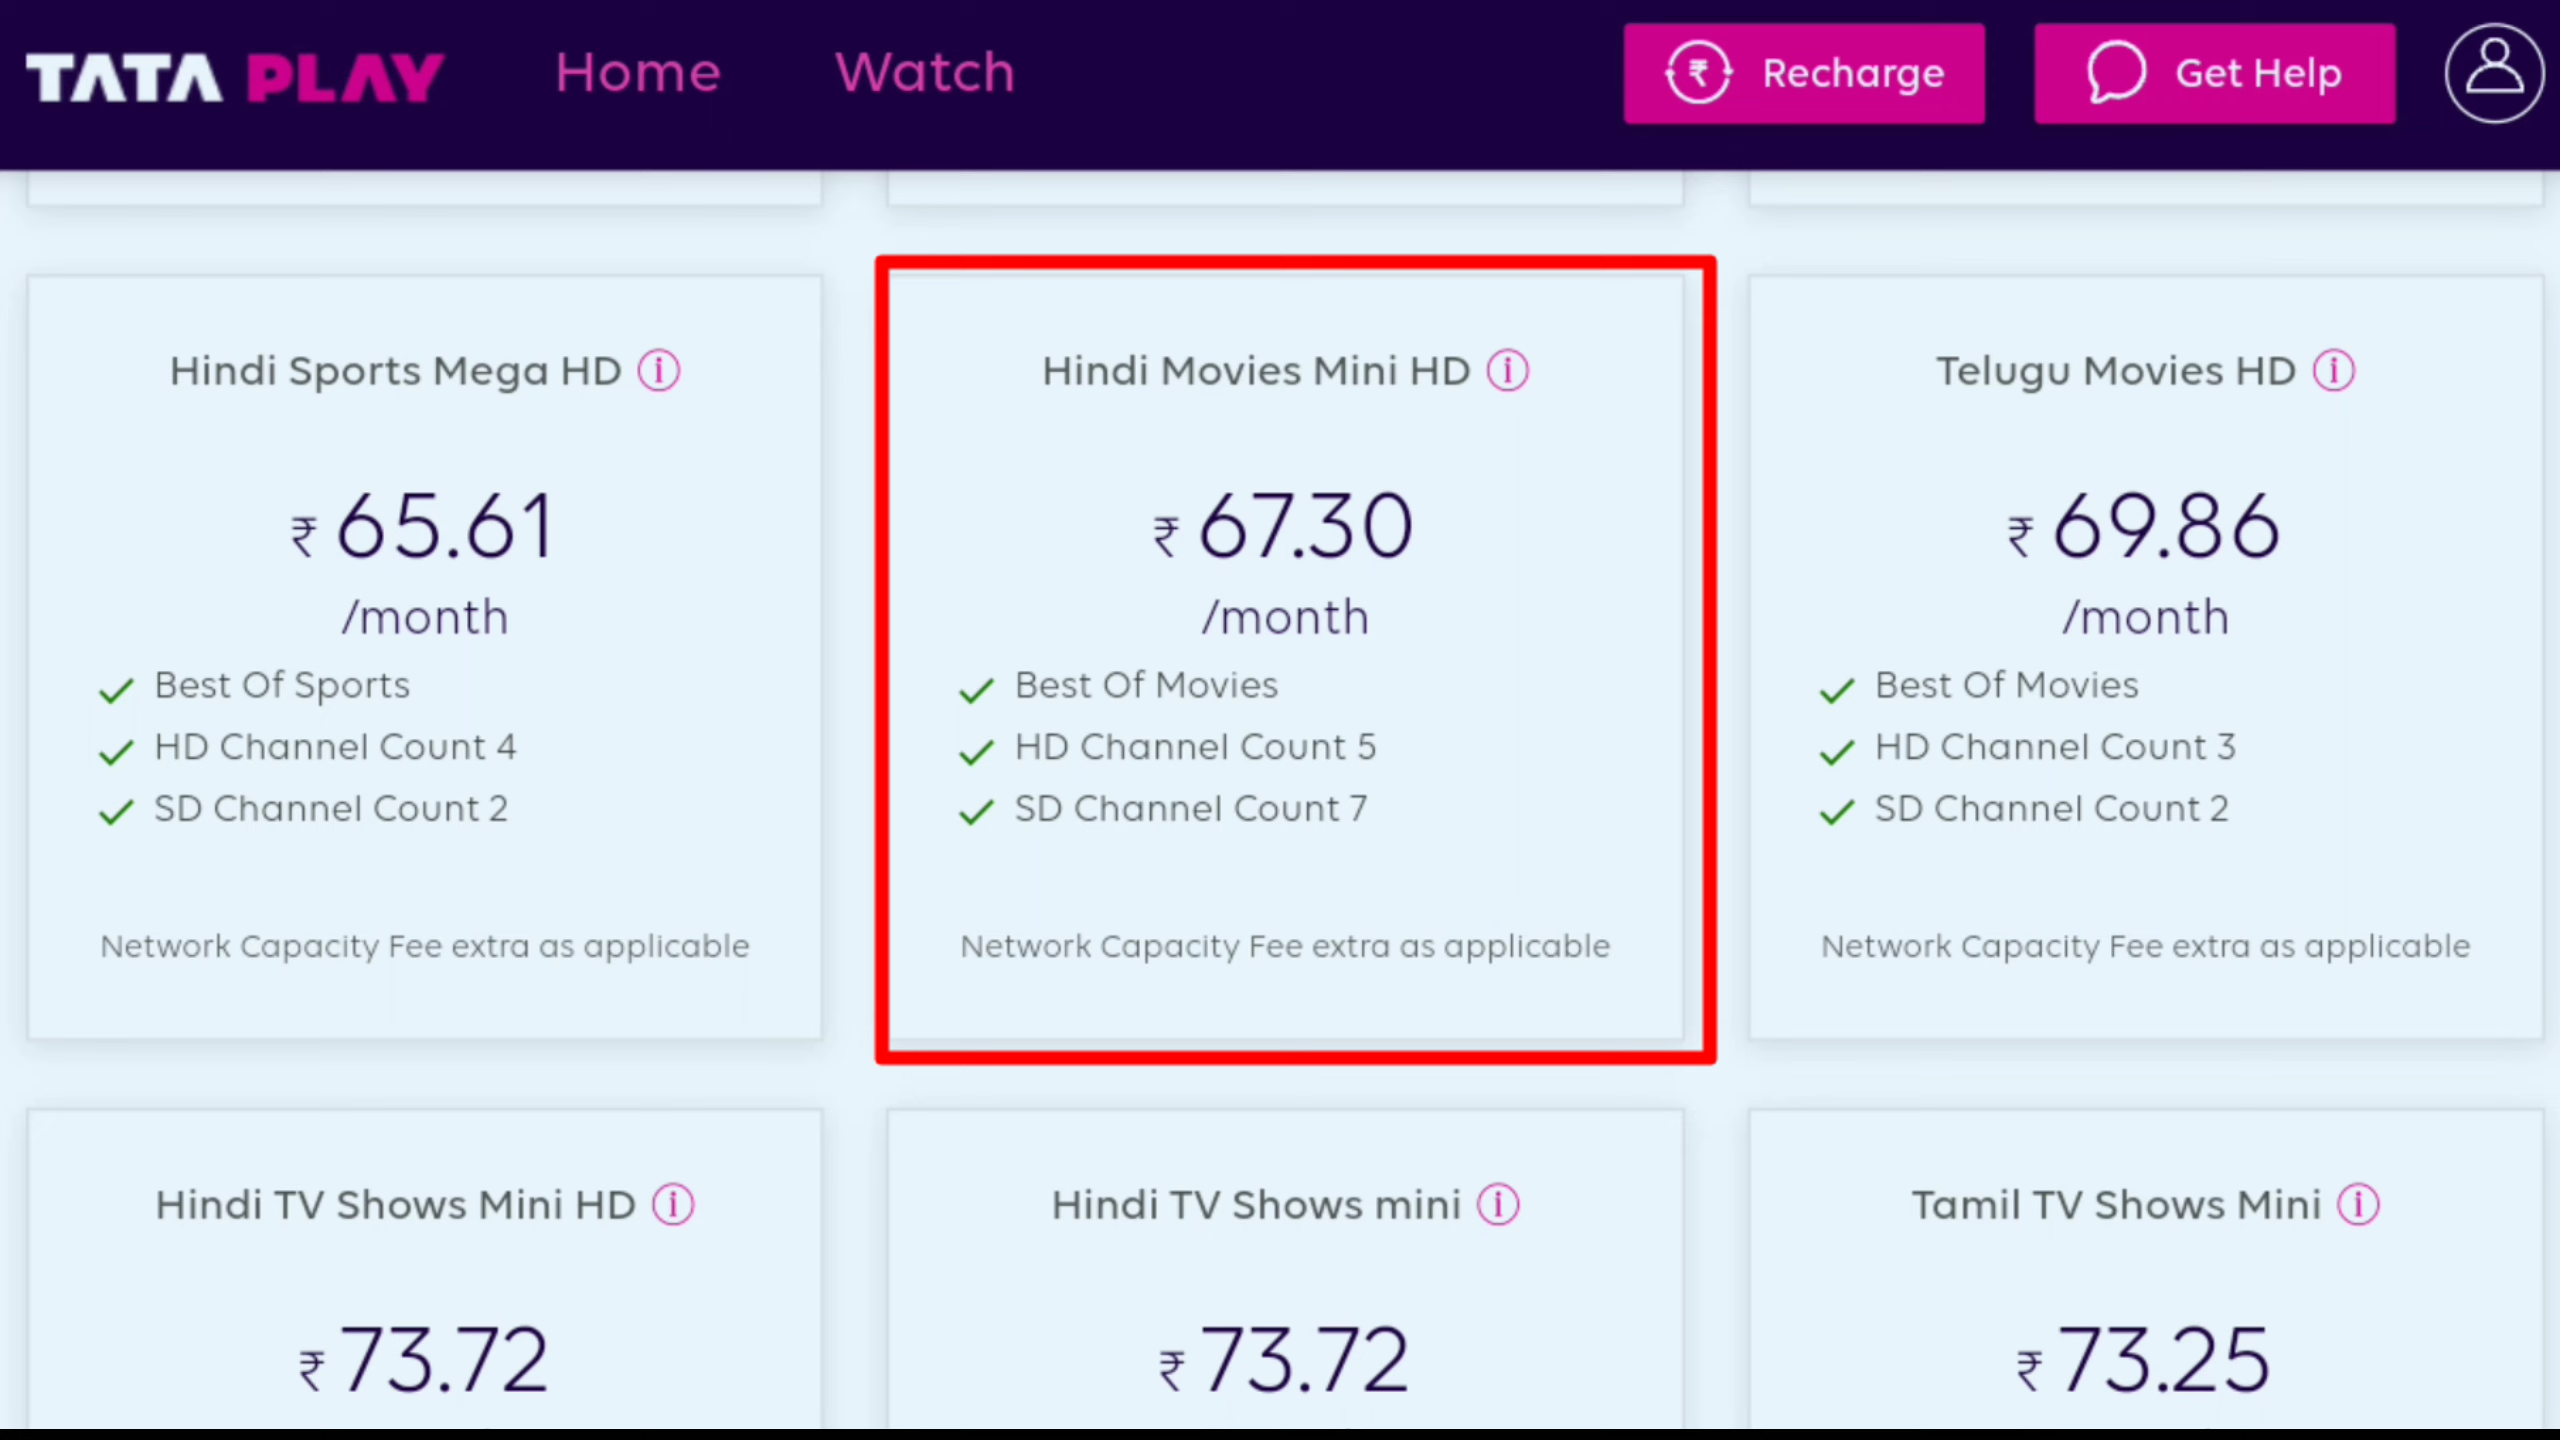 TATA PLAY
Home
Watch
Recharge
Get Help
Hindi Sports Mega HD
₹ 65.61
/month
Best Of Sports
HD Channel Count 4
SD Channel Count 2
Network Capacity Fee extra as applicable
Hindi Movies Mini HD
₹ 67.30
/month
Best Of Movies
HD Channel Count 5
SD Channel Count 7
Network Capacity Fee extra as applicable
Telugu Movies HD
₹ 69.86
/month
Best Of Movies
HD Channel Count 3
SD Channel Count 2
Network Capacity Fee extra as applicable
Hindi TV Shows Mini HD
₹ 73.72
Hindi TV Shows mini
₹ 73.72
Tamil TV Shows Mini
₹ 73.25